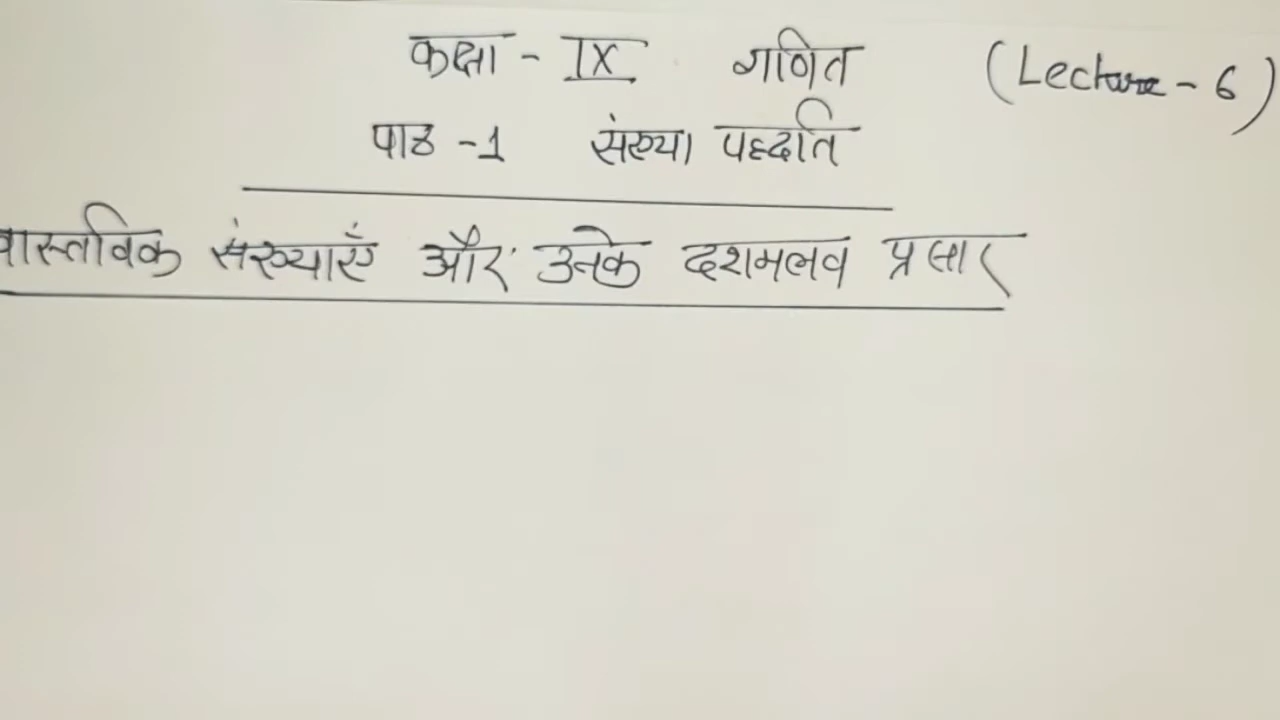 कक्षा - IX गणित (Lecture - 6)
पाठ - 1 संख्या पद्धति
वास्तविक संख्याएँ और उनके दशमलव प्रसार